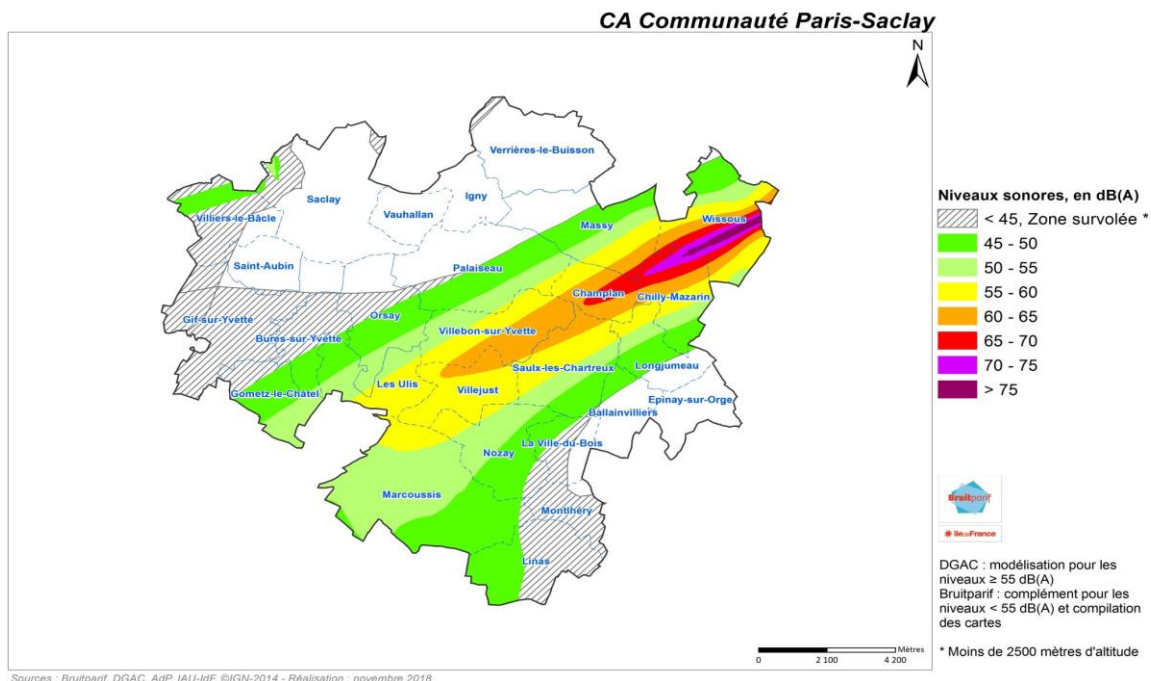 CA Communauté Paris-Saclay
N
Verrières-le-Buisson
Igny
Saclay
Vauhallan
Villiers-le-Bâcle
Wissous
Massy
Saint-Aubin
Palaiseau
Champlan
Chilly-Mazarin
Gif-sur-Yvette
Orsay
Bures-sur-Yvette
Villebon-sur-Yvette
Saulx-les-Chartreux
Longjumeau
Gometz-le-Châtel
Les Ulis
Villejust
Epinay-sur-Orge
Ballainvilliers
La Ville-du-Bois
Nozay
Marcoussis
Montlhéry
Linas
Niveaux sonores, en dB(A)
< 45, Zone survolée *
45 - 50
50 - 55
55 - 60
60 - 65
65 - 70
70 - 75
> 75
Bruitparif
île de France
DGAC : modélisation pour les
niveaux ≥ 55 dB(A)
Bruitparif : complément pour les
niveaux < 55 dB(A) et compilation
des cartes
* Moins de 2500 mètres d'altitude
Mètres
0 2 100 4 200
Sources : Bruitparif, DGAC, AdP, IAU-IdF, ©IGN-2014 - Réalisation : novembre 2018